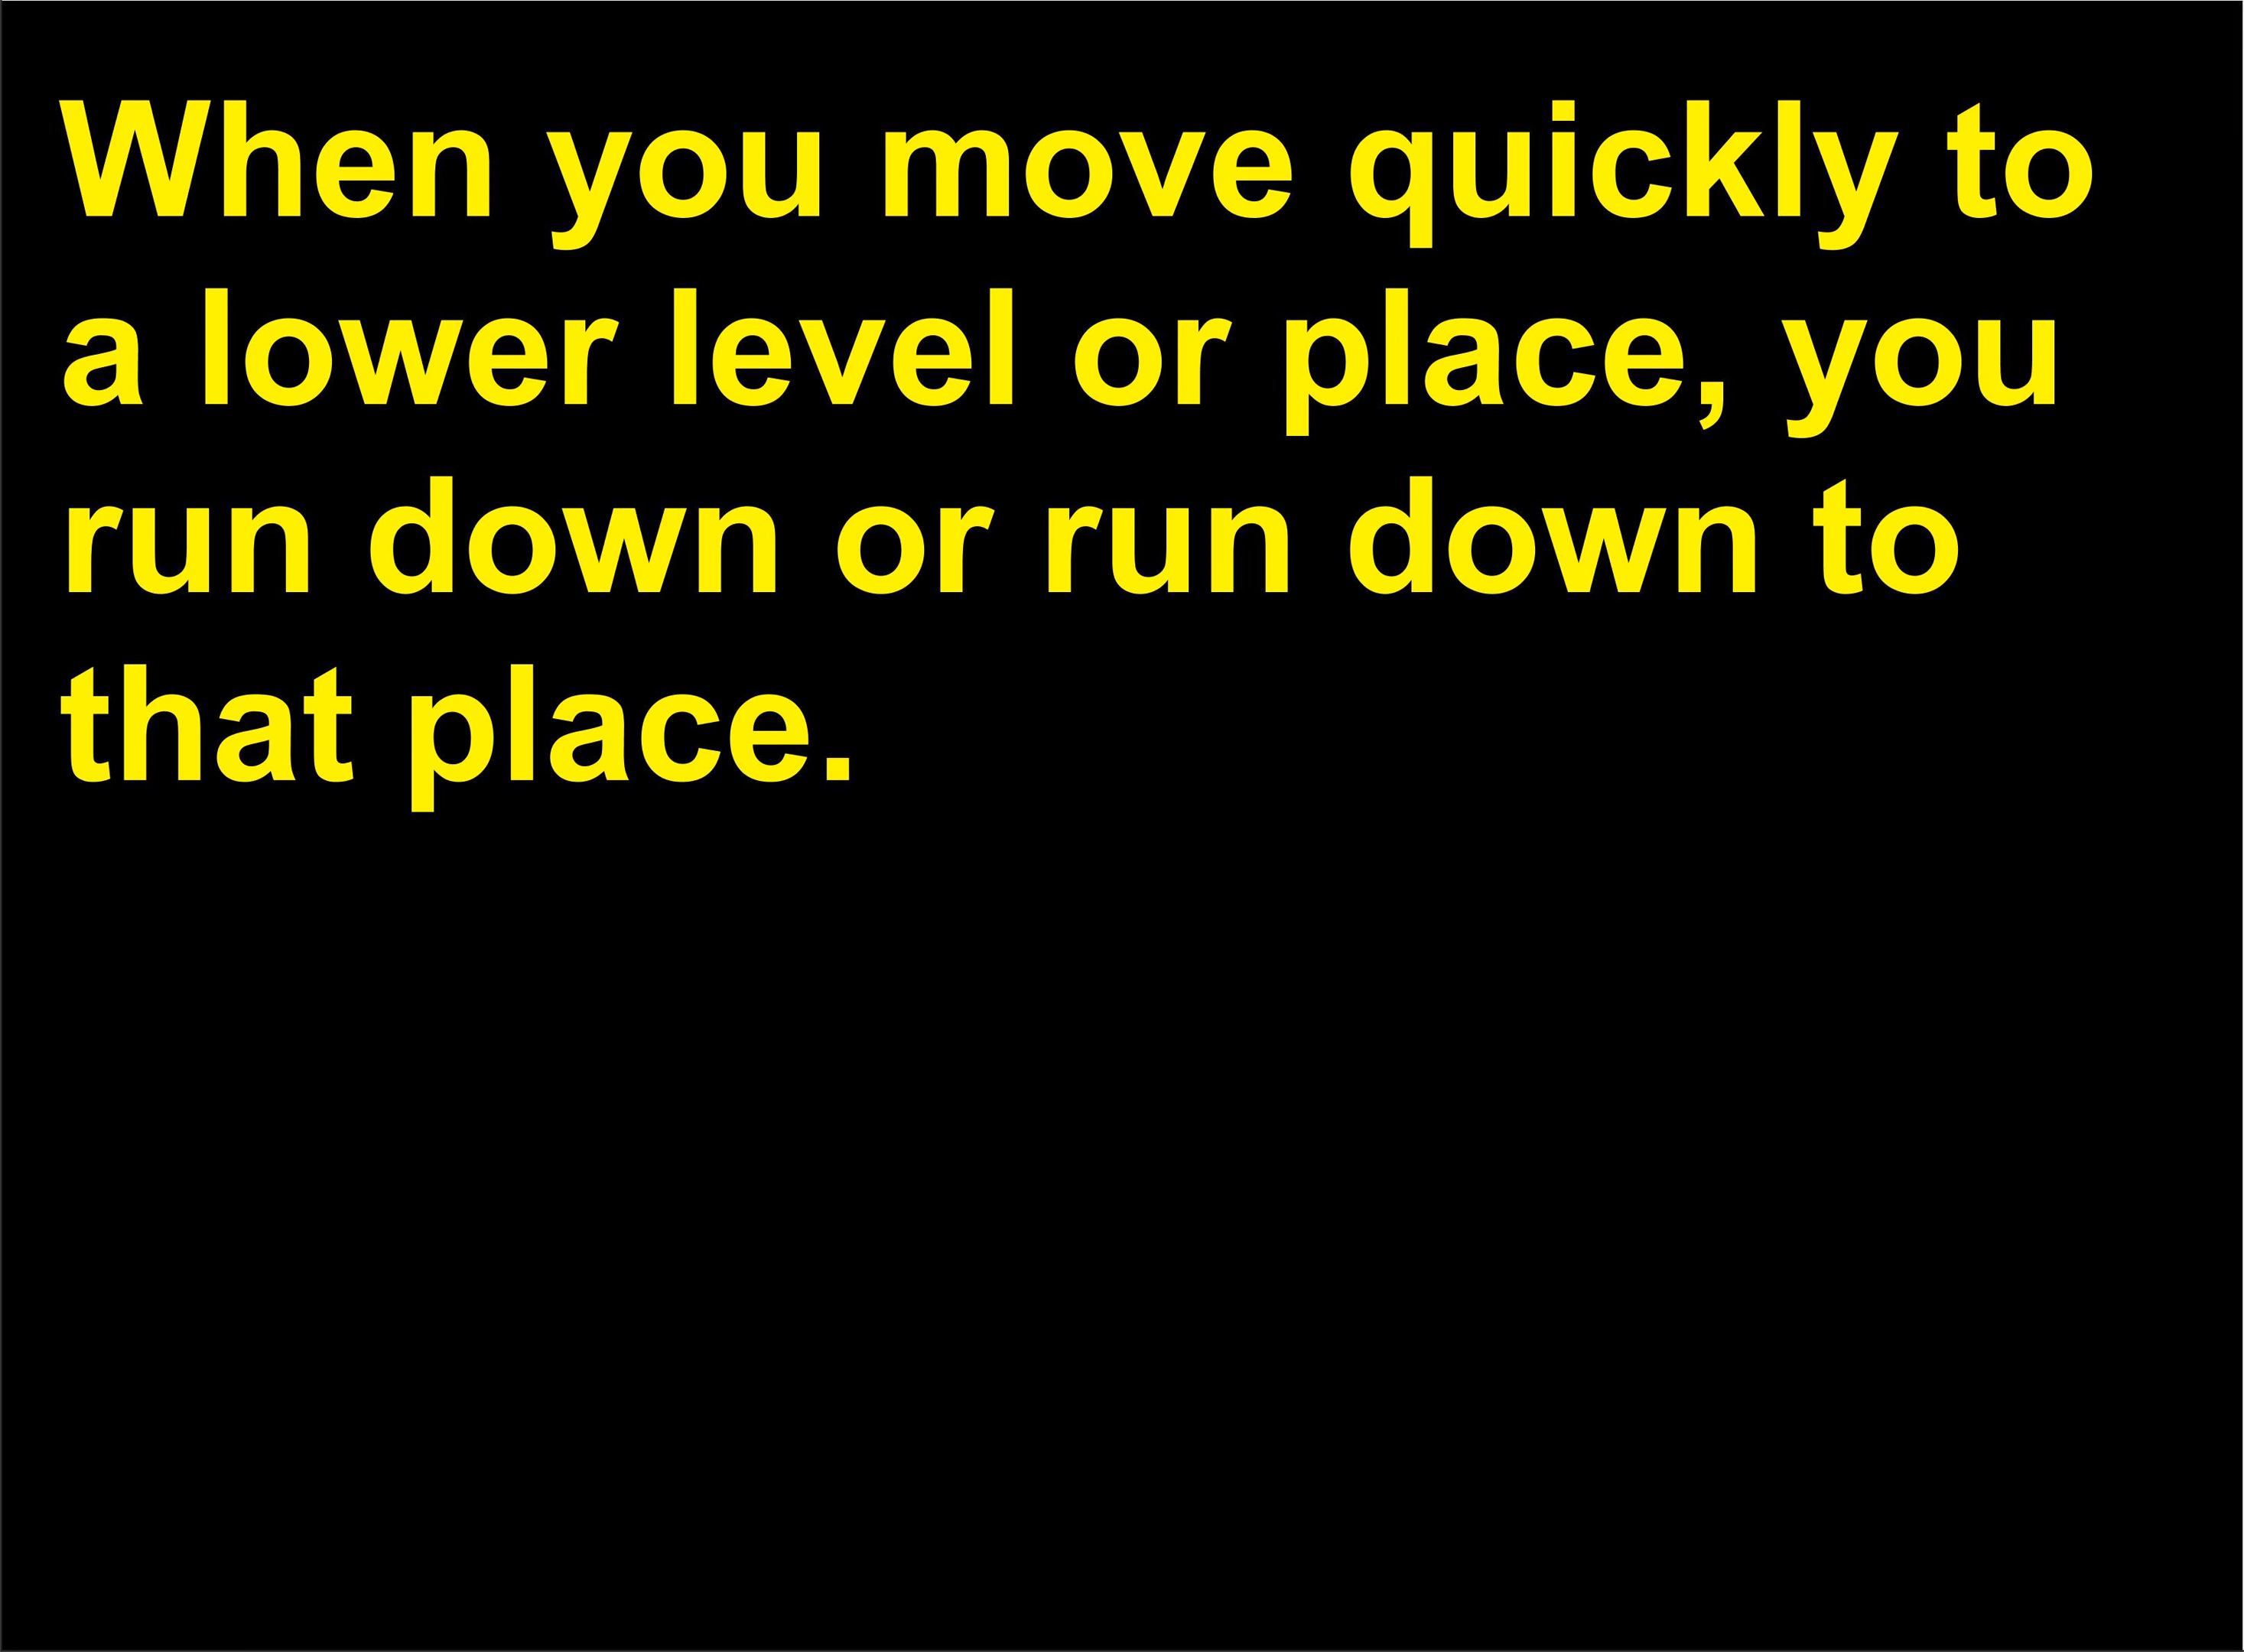 When you move quickly to
a lower level or place, you
run down or run down to
that place.